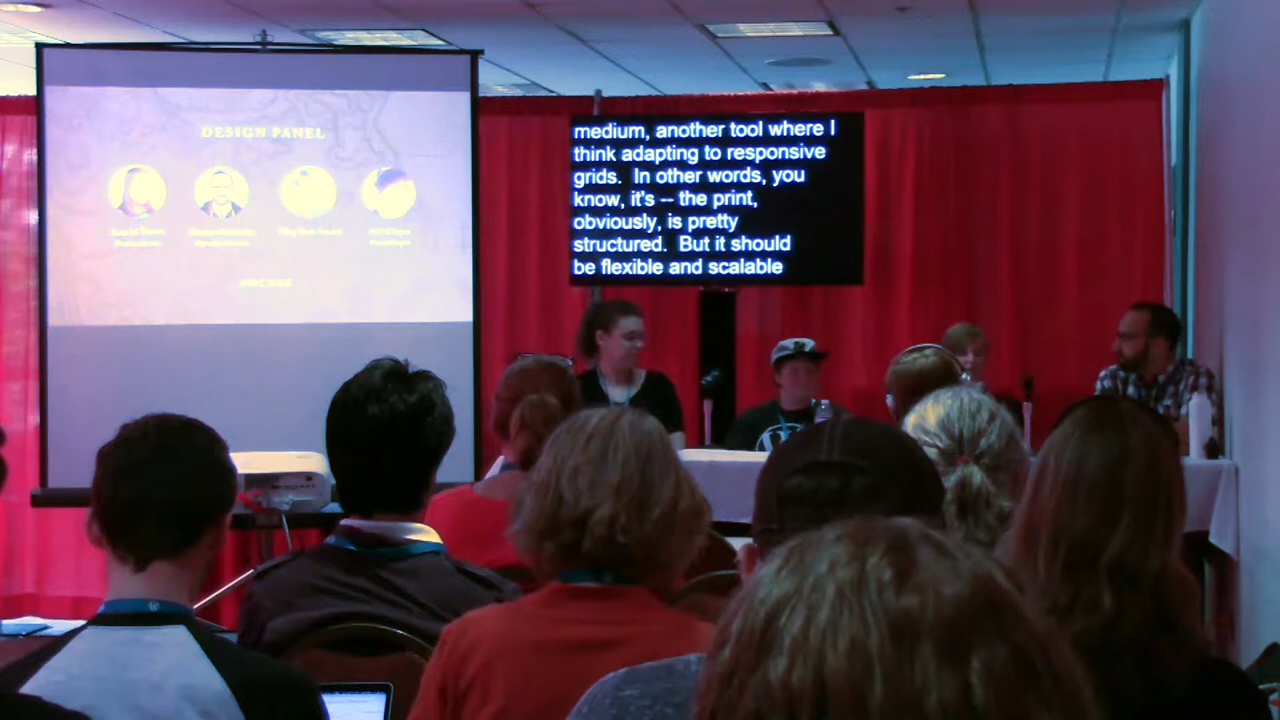 DESIGN PANEL
medium, another tool where I
think adapting to responsive
grids.  In other words, you
know, it's -- the print,
obviously, is pretty
structured.  But it should
be flexible and scalable